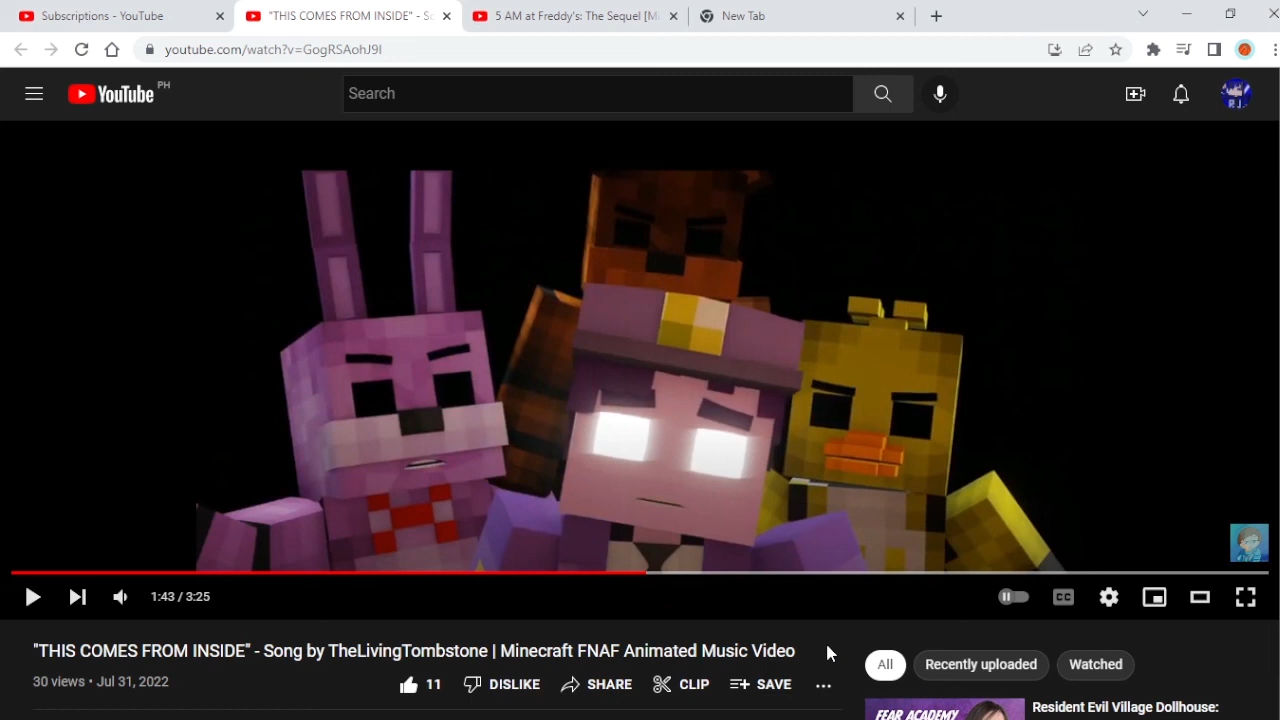 Subscriptions - YouTube
"THIS COMES FROM INSIDE" - So
5 AM at Freddy's: The Sequel [Mi
New Tab
youtube.com/watch?v=GogRSAohJ9I
YouTube PH
Search
R.J.
1:43 / 3:25
CC
"THIS COMES FROM INSIDE" - Song by TheLivingTombstone | Minecraft FNAF Animated Music Video
30 views • Jul 31, 2022
11
DISLIKE
SHARE
CLIP
SAVE
All
Recently uploaded
Watched
FEAR ACADEMY
Resident Evil Village Dollhouse: